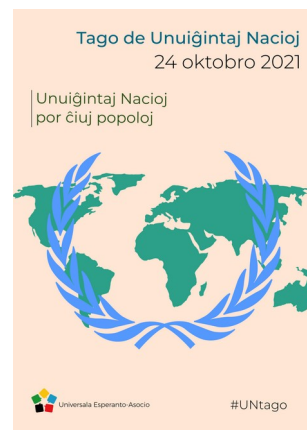 Tago de Unuiĝintaj Nacioj
24 oktobro 2021
Unuiĝintaj Nacioj
por ĉiuj popoloj
Universala Esperanto-Asocio
#UNtago